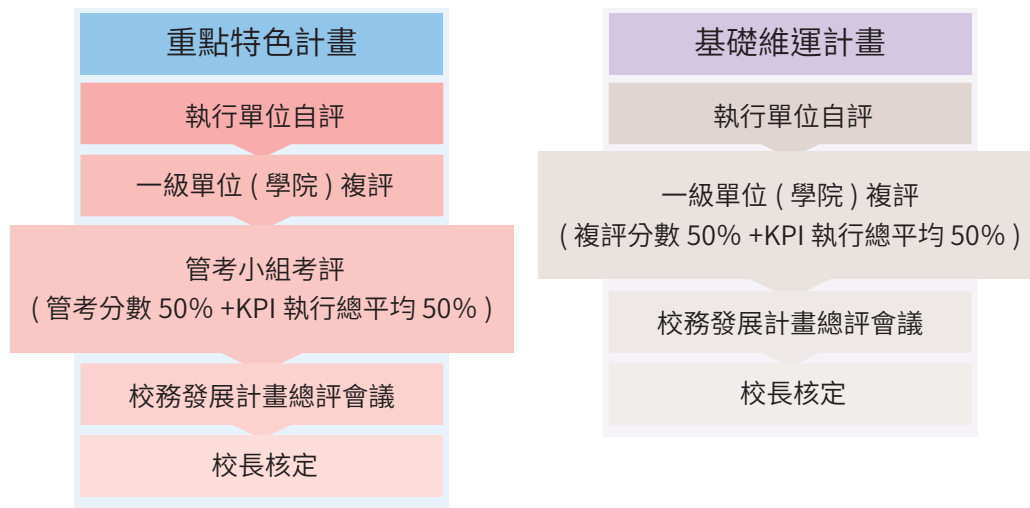 重點特色計畫
執行單位自評
一級單位 ( 學院 ) 複評
管考小組考評
( 管考分數 50% +KPI 執行總平均 50% )
校務發展計畫總評會議
校長核定
基礎維運計畫
執行單位自評
一級單位 ( 學院 ) 複評
( 複評分數 50% +KPI 執行總平均 50% )
校務發展計畫總評會議
校長核定